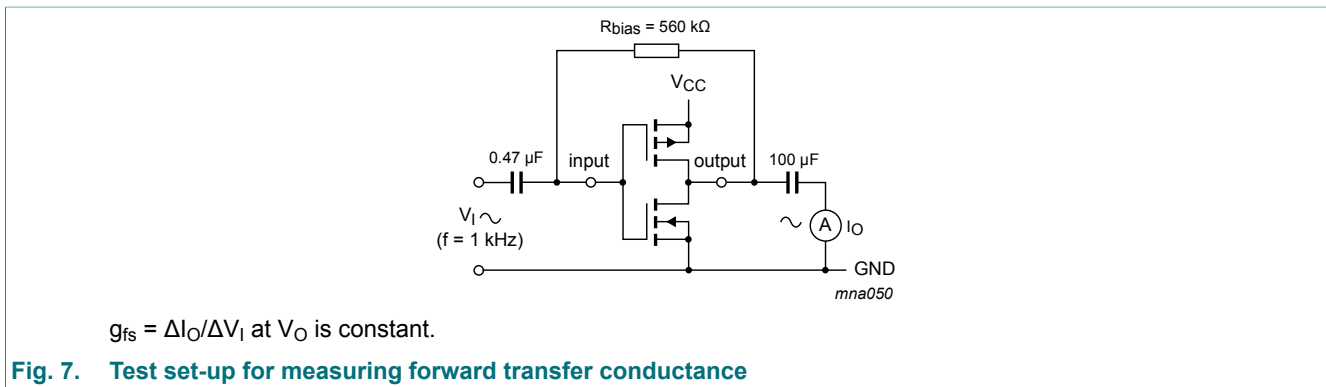 Rbias = 560 kΩ
VCC
0.47 µF
input
output
100 µF
VI
(f = 1 kHz)
A
IO
GND
mna050
gfs = ΔIO/ΔVI at VO is constant.
Fig. 7. Test set-up for measuring forward transfer conductance